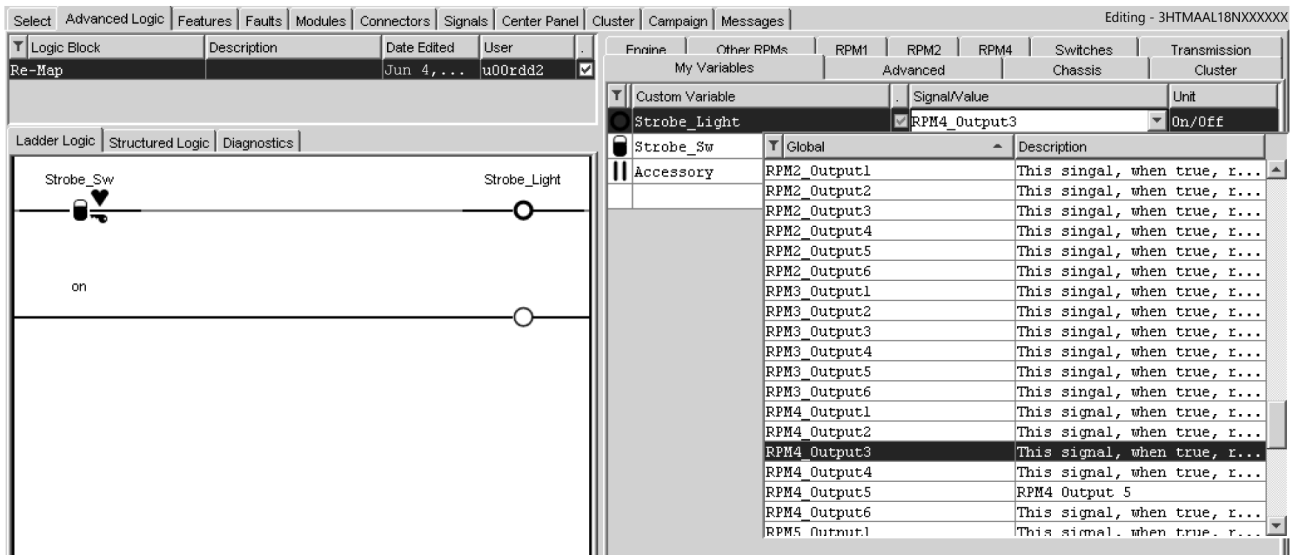 Select Advanced Logic Features Faults Modules Connectors Signals Center Panel Cluster Campaign Messages Editing - 3HTMAAL18NXXXXXX
Logic Block Description Date Edited User .
Re-Map Jun 4,... u00rdd2
Ladder Logic Structured Logic Diagnostics
Strobe_Sw Strobe_Light
on
Engine Other RPMs RPM1 RPM2 RPM4 Switches Transmission
My Variables Advanced Chassis Cluster
Custom Variable . Signal/Value Unit
Strobe_Light RPM4_Output3 On/Off
Strobe_Sw
Accessory
Global Description
RPM2_Output1 This singal, when true, r...
RPM2_Output2 This singal, when true, r...
RPM2_Output3 This singal, when true, r...
RPM2_Output4 This singal, when true, r...
RPM2_Output5 This singal, when true, r...
RPM2_Output6 This singal, when true, r...
RPM3_Output1 This singal, when true, r...
RPM3_Output2 This singal, when true, r...
RPM3_Output3 This singal, when true, r...
RPM3_Output4 This singal, when true, r...
RPM3_Output5 This singal, when true, r...
RPM3_Output6 This singal, when true, r...
RPM4_Output1 This signal, when true, r...
RPM4_Output2 This signal, when true, r...
RPM4_Output3 This signal, when true, r...
RPM4_Output4 This signal, when true, r...
RPM4_Output5 RPM4 Output 5
RPM4_Output6 This signal, when true, r...
RPM5_Output1 This signal, when true, r...